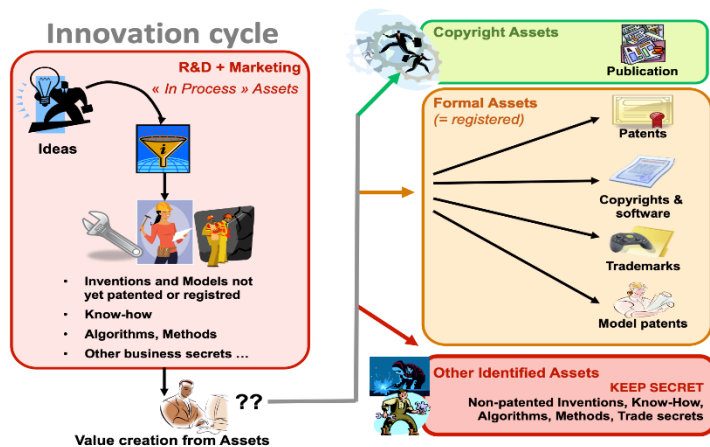 Innovation cycle
R&D + Marketing
« In Process » Assets
Ideas
i
• Inventions and Models not
yet patented or registred
• Know-how
• Algorithms, Methods
• Other business secrets ...
??
Value creation from Assets
Copyright Assets
Publication
Formal Assets
(= registered)
Patents
Copyrights &
software
Trademarks
Model patents
Other Identified Assets
KEEP SECRET
Non-patented Inventions, Know-How,
Algorithms, Methods, Trade secrets